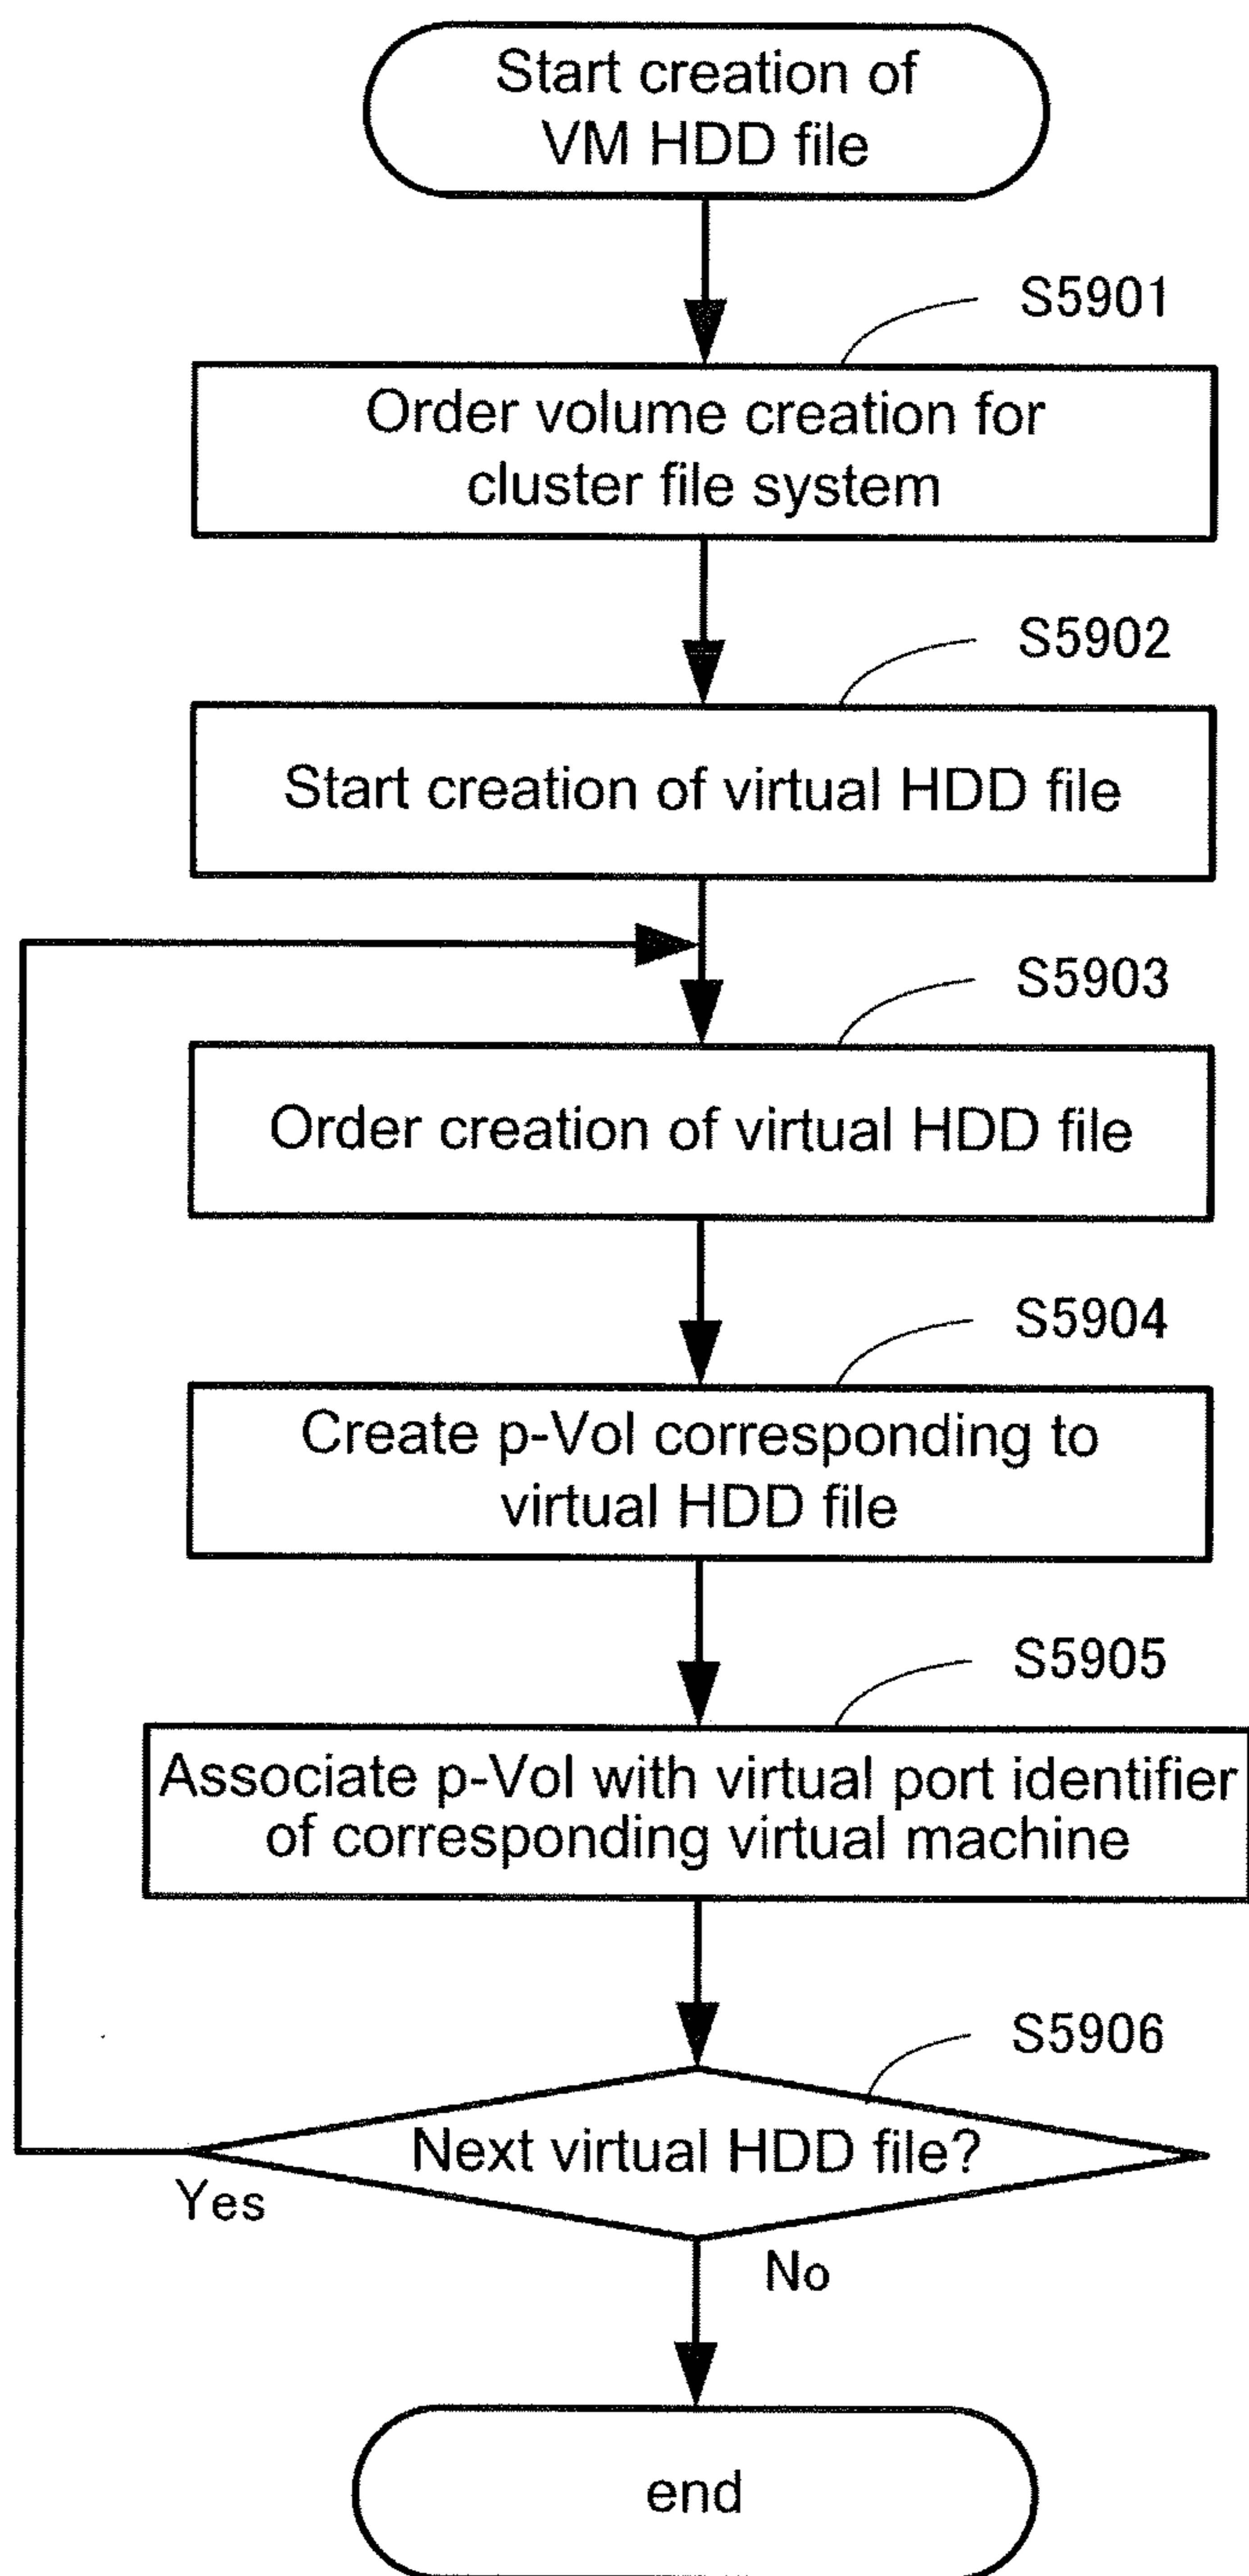 Start creation of
VM HDD file
S5901
Order volume creation for
cluster file system
S5902
Start creation of virtual HDD file
S5903
Order creation of virtual HDD file
S5904
Create p-Vol corresponding to
virtual HDD file
S5905
Associate p-Vol with virtual port identifier
of corresponding virtual machine
S5906
Next virtual HDD file?
Yes
No
end